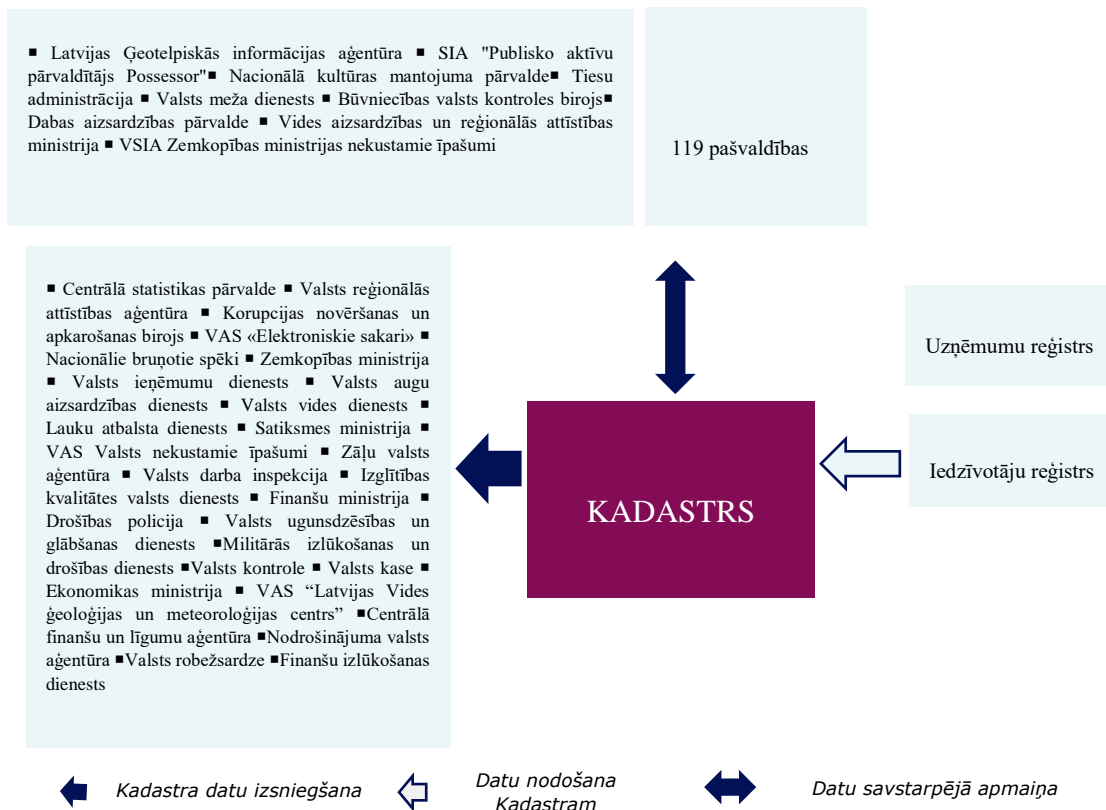 ▪ Latvijas Ģeotelpiskās informācijas aģentūra ▪ SIA "Publisko aktīvu
pārvaldītājs Possessor"▪ Nacionālā kultūras mantojuma pārvalde▪ Tiesu
administrācija ▪ Valsts meža dienests ▪ Būvniecības valsts kontroles birojs▪
Dabas aizsardzības pārvalde ▪ Vides aizsardzības un reģionālās attīstības
ministrija ▪ VSIA Zemkopības ministrijas nekustamie īpašumi
119 pašvaldības
▪ Centrālā statistikas pārvalde ▪ Valsts reģionālās
attīstības aģentūra ▪ Korupcijas novēršanas un
apkarošanas birojs ▪ VAS «Elektroniskie sakari» ▪
Nacionālie bruņotie spēki ▪ Zemkopības ministrija
▪ Valsts ieņēmumu dienests ▪ Valsts augu
aizsardzības dienests ▪ Valsts vides dienests ▪
Lauku atbalsta dienests ▪ Satiksmes ministrija ▪
VAS Valsts nekustamie īpašumi ▪ Zāļu valsts
aģentūra ▪ Valsts darba inspekcija ▪ Izglītības
kvalitātes valsts dienests ▪ Finanšu ministrija ▪
Drošības policija ▪ Valsts ugunsdzēsības un
glābšanas dienests ▪Militārās izlūkošanas un
drošības dienests ▪Valsts kontrole ▪ Valsts kase ▪
Ekonomikas ministrija ▪ VAS “Latvijas Vides
ģeoloģijas un meteoroloģijas centrs” ▪Centrālā
finanšu un līgumu aģentūra ▪Nodrošinājuma valsts
aģentūra ▪Valsts robežsardze ▪Finanšu izlūkošanas
dienests
KADASTRS
Uzņēmumu reģistrs
Iedzīvotāju reģistrs
Kadastra datu izsniegšana
Datu nodošana
Kadastram
Datu savstarpējā apmaiņa